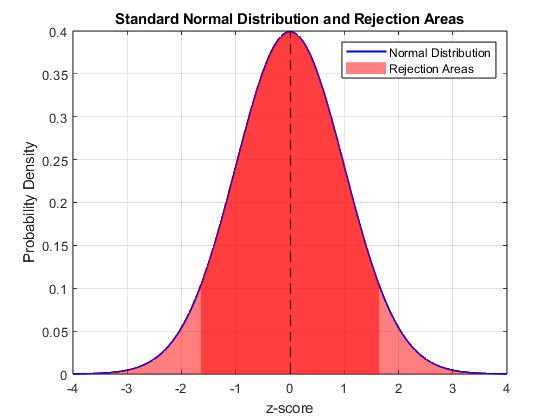 Standard Normal Distribution and Rejection Areas
Normal Distribution
Rejection Areas
0.4
0.35
0.3
0.25
0.2
0.15
0.1
0.05
0
Probability Density
-4 -3 -2 -1 0 1 2 3 4
z-score